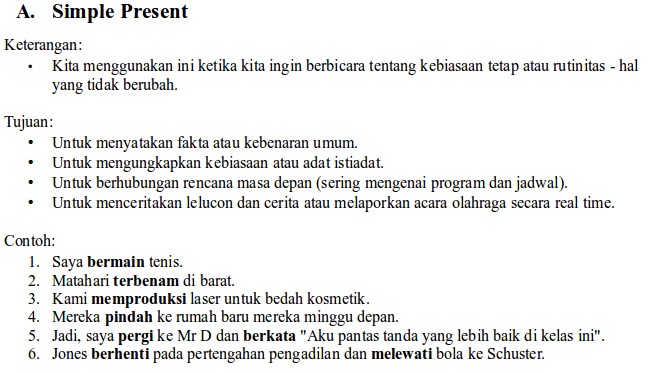 A. Simple Present
Keterangan:
• Kita menggunakan ini ketika kita ingin berbicara tentang kebiasaan tetap atau rutinitas - hal
yang tidak berubah.
Tujuan:
• Untuk menyatakan fakta atau kebenaran umum.
• Untuk mengungkapkan kebiasaan atau adat istiadat.
• Untuk berhubungan rencana masa depan (sering mengenai program dan jadwal).
• Untuk menceritakan lelucon dan cerita atau melaporkan acara olahraga secara real time.
Contoh:
1. Saya bermain tenis.
2. Matahari terbenam di barat.
3. Kami memproduksi laser untuk bedah kosmetik.
4. Mereka pindah ke rumah baru mereka minggu depan.
5. Jadi, saya pergi ke Mr D dan berkata "Aku pantas tanda yang lebih baik di kelas ini".
6. Jones berhenti pada pertengahan pengadilan dan melewati bola ke Schuster.